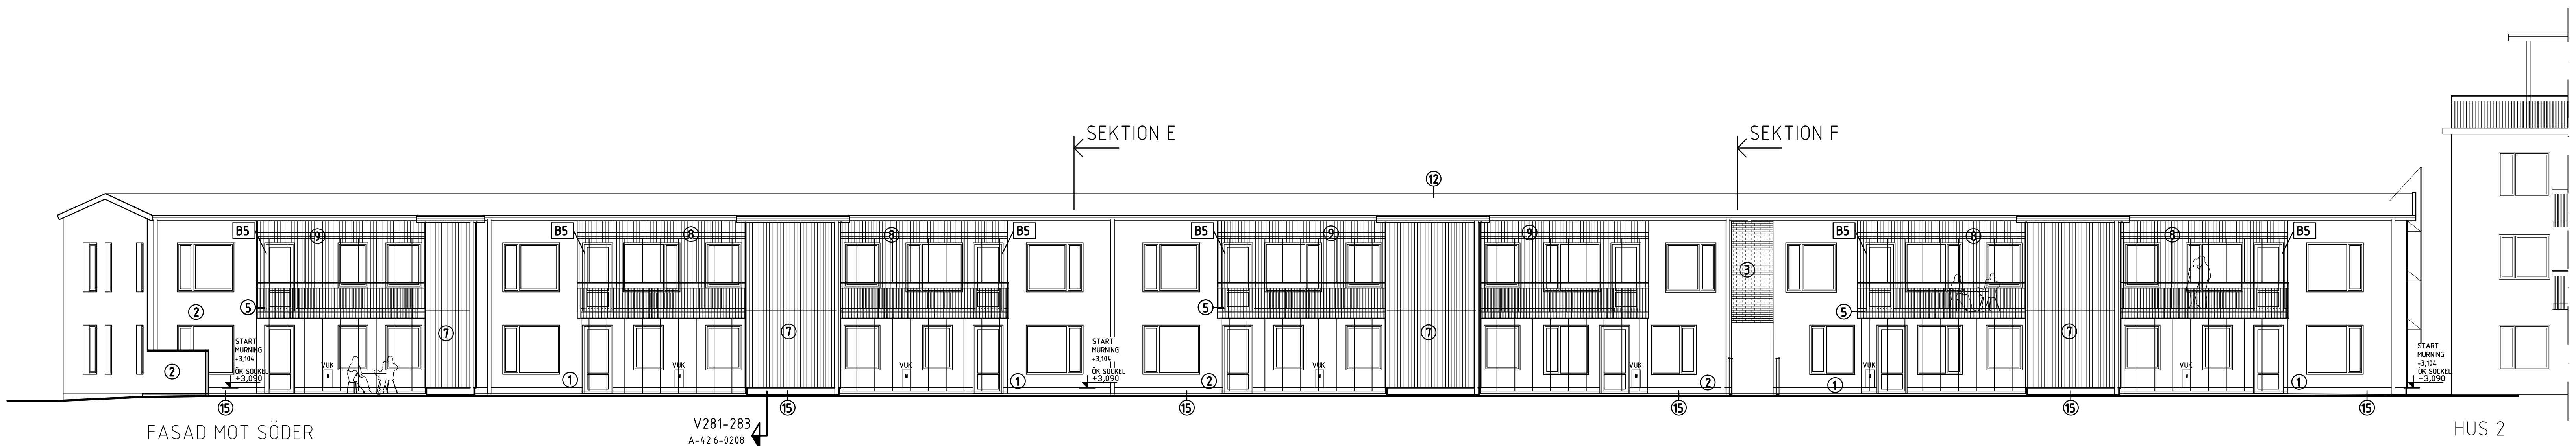 SEKTION E
SEKTION F
12
B5
9
B5
8
8
B5
B5
9
9
B5
8
8
B5
3
2
5
7
7
5
7
5
7
START
MURNING
+3,104
ÖK SOCKEL
+3,090
START
MURNING
+3,104
ÖK SOCKEL
+3,090
START
MURNING
+3,104
ÖK SOCKEL
+3,090
VUK
VUK
VUK
VUK
VUK
VUK
VUK
2
1
1
2
2
1
1
15
15
15
15
15
15
FASAD MOT SÖDER
V281-283
A-42.6-0208
HUS 2